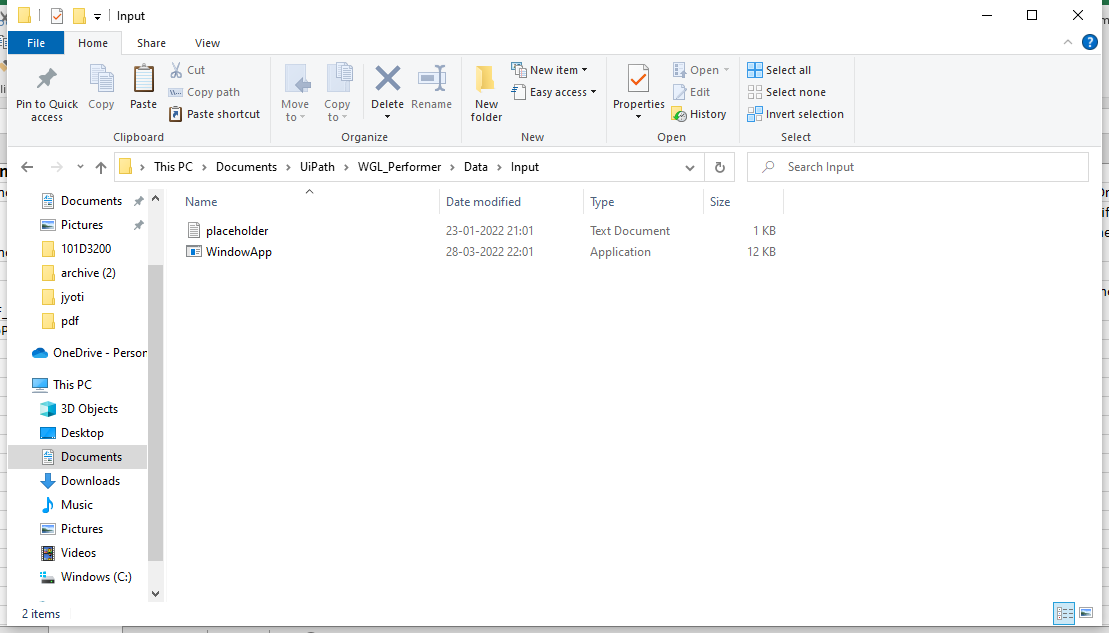 Input
File Home Share View
Pin to Quick access
Copy
Paste
Cut
Copy path
Paste shortcut
Clipboard
Move to
Copy to
Delete
Rename
Organize
New folder
New item
Easy access
New
Properties
Open
Edit
History
Open
Select all
Select none
Invert selection
Select
This PC > Documents > UiPath > WGL_Performer > Data > Input
Search Input
Documents
Pictures
101D3200
archive (2)
jyoti
pdf
OneDrive - Person
This PC
3D Objects
Desktop
Documents
Downloads
Music
Pictures
Videos
Windows (C:)
Name Date modified Type Size
placeholder 23-01-2022 21:01 Text Document 1 KB
WindowApp 28-03-2022 22:01 Application 12 KB
2 items